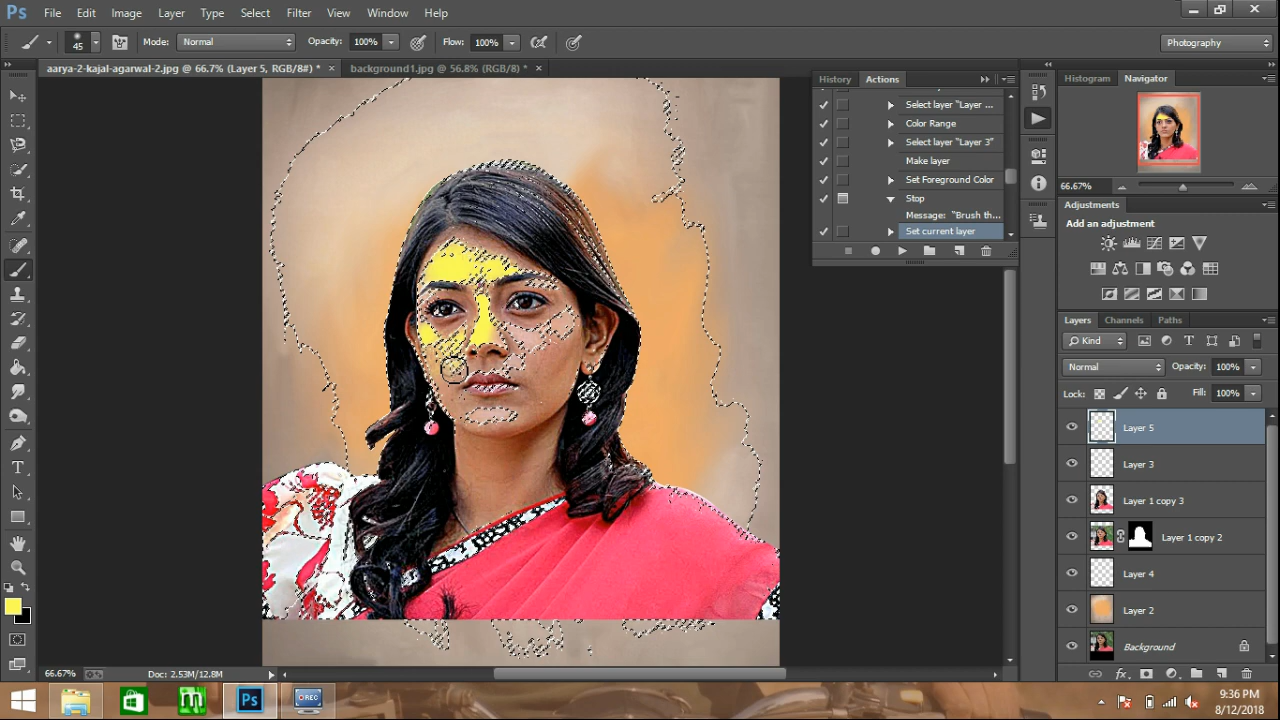 Ps File Edit Image Layer Type Select Filter View Window Help
45 Mode: Normal Opacity: 100% Flow: 100% Photography
aarya-2-kajal-agarwal-2.jpg @ 66.7% (Layer 5, RGB/8#) * × background1.jpg @ 56.8% (RGB/8) * ×
History Actions
Select layer "Layer ...
Color Range
Select layer "Layer 3"
Make layer
Set Foreground Color
Stop
Message: "Brush th...
Set current layer
Histogram Navigator
66.67%
Adjustments
Add an adjustment
Layers Channels Paths
Kind
Normal Opacity: 100%
Lock: Fill: 100%
Layer 5
Layer 3
Layer 1 copy 3
Layer 1 copy 2
Layer 4
Layer 2
Background
fx
66.67% Doc: 2.53M/12.8M
Ps REC
9:36 PM
8/12/2018